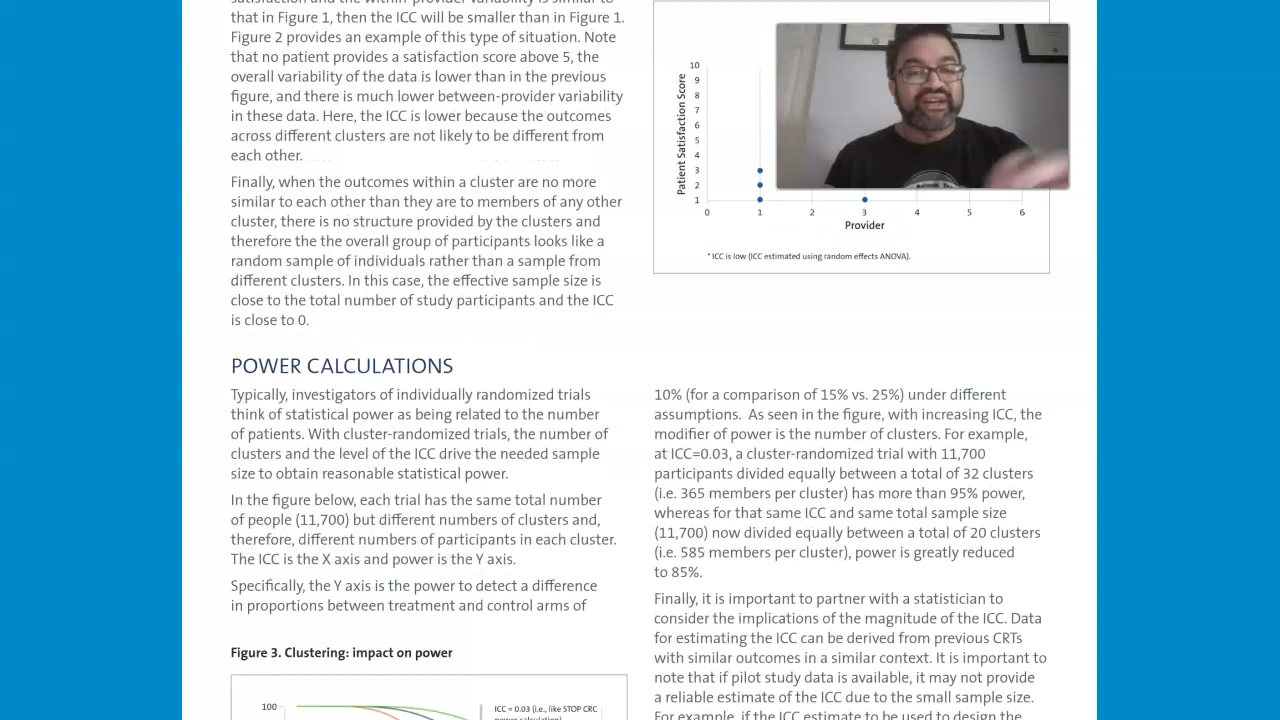 satisfaction and the within-provider variability is similar to
that in Figure 1, then the ICC will be smaller than in Figure 1.
Figure 2 provides an example of this type of situation. Note
that no patient provides a satisfaction score above 5, the
overall variability of the data is lower than in the previous
figure, and there is much lower between-provider variability
in these data. Here, the ICC is lower because the outcomes
across different clusters are not likely to be different from
each other.
Finally, when the outcomes within a cluster are no more
similar to each other than they are to members of any other
cluster, there is no structure provided by the clusters and
therefore the the overall group of participants looks like a
random sample of individuals rather than a sample from
different clusters. In this case, the effective sample size is
close to the total number of study participants and the ICC
is close to 0.
Patient Satisfaction Score
10
9
8
7
6
5
4
3
2
1
0 1 2 3 4 5 6
Provider
* ICC is low (ICC estimated using random effects ANOVA).
POWER CALCULATIONS
Typically, investigators of individually randomized trials
think of statistical power as being related to the number
of patients. With cluster-randomized trials, the number of
clusters and the level of the ICC drive the needed sample
size to obtain reasonable statistical power.
In the figure below, each trial has the same total number
of people (11,700) but different numbers of clusters and,
therefore, different numbers of participants in each cluster.
The ICC is the X axis and power is the Y axis.
Specifically, the Y axis is the power to detect a difference
in proportions between treatment and control arms of
10% (for a comparison of 15% vs. 25%) under different
assumptions. As seen in the figure, with increasing ICC, the
modifier of power is the number of clusters. For example,
at ICC=0.03, a cluster-randomized trial with 11,700
participants divided equally between a total of 32 clusters
(i.e. 365 members per cluster) has more than 95% power,
whereas for that same ICC and same total sample size
(11,700) now divided equally between a total of 20 clusters
(i.e. 585 members per cluster), power is greatly reduced
to 85%.
Finally, it is important to partner with a statistician to
consider the implications of the magnitude of the ICC. Data
for estimating the ICC can be derived from previous CRTs
with similar outcomes in a similar context. It is important to
note that if pilot study data is available, it may not provide
a reliable estimate of the ICC due to the small sample size.
For example, if the ICC estimate to be used to design the
Figure 3. Clustering: impact on power
100
ICC = 0.03 (i.e., like STOP CRC
power calculation)